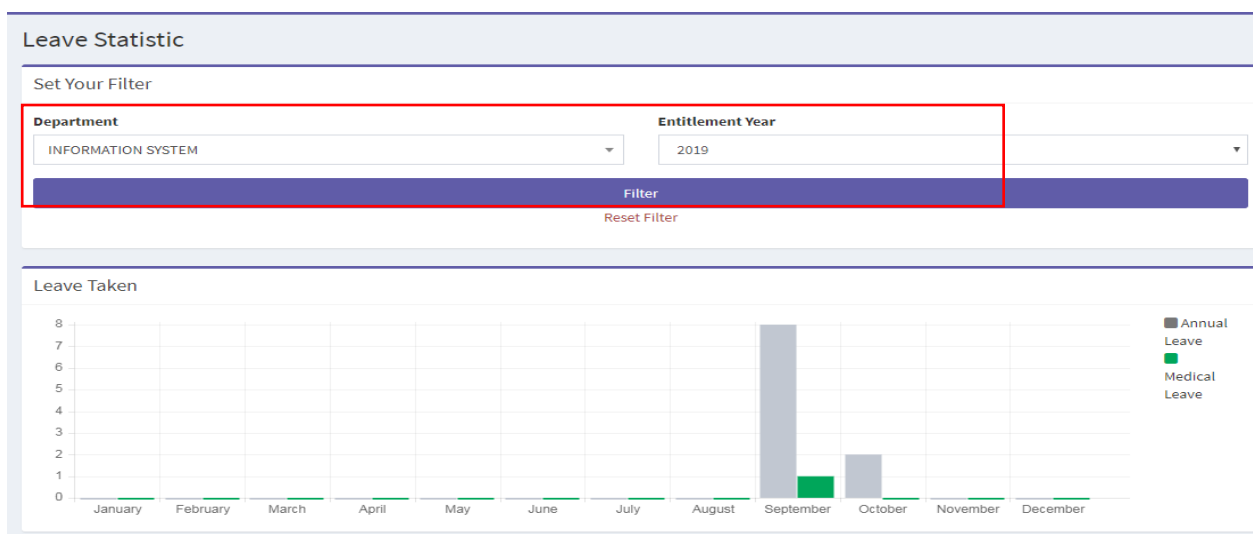 Leave Statistic
Set Your Filter
Department
Entitlement Year
INFORMATION SYSTEM
2019
Filter
Reset Filter
Leave Taken
8
7
6
5
4
3
2
1
0
January February March April May June July August September October November December
Annual
Leave
Medical
Leave